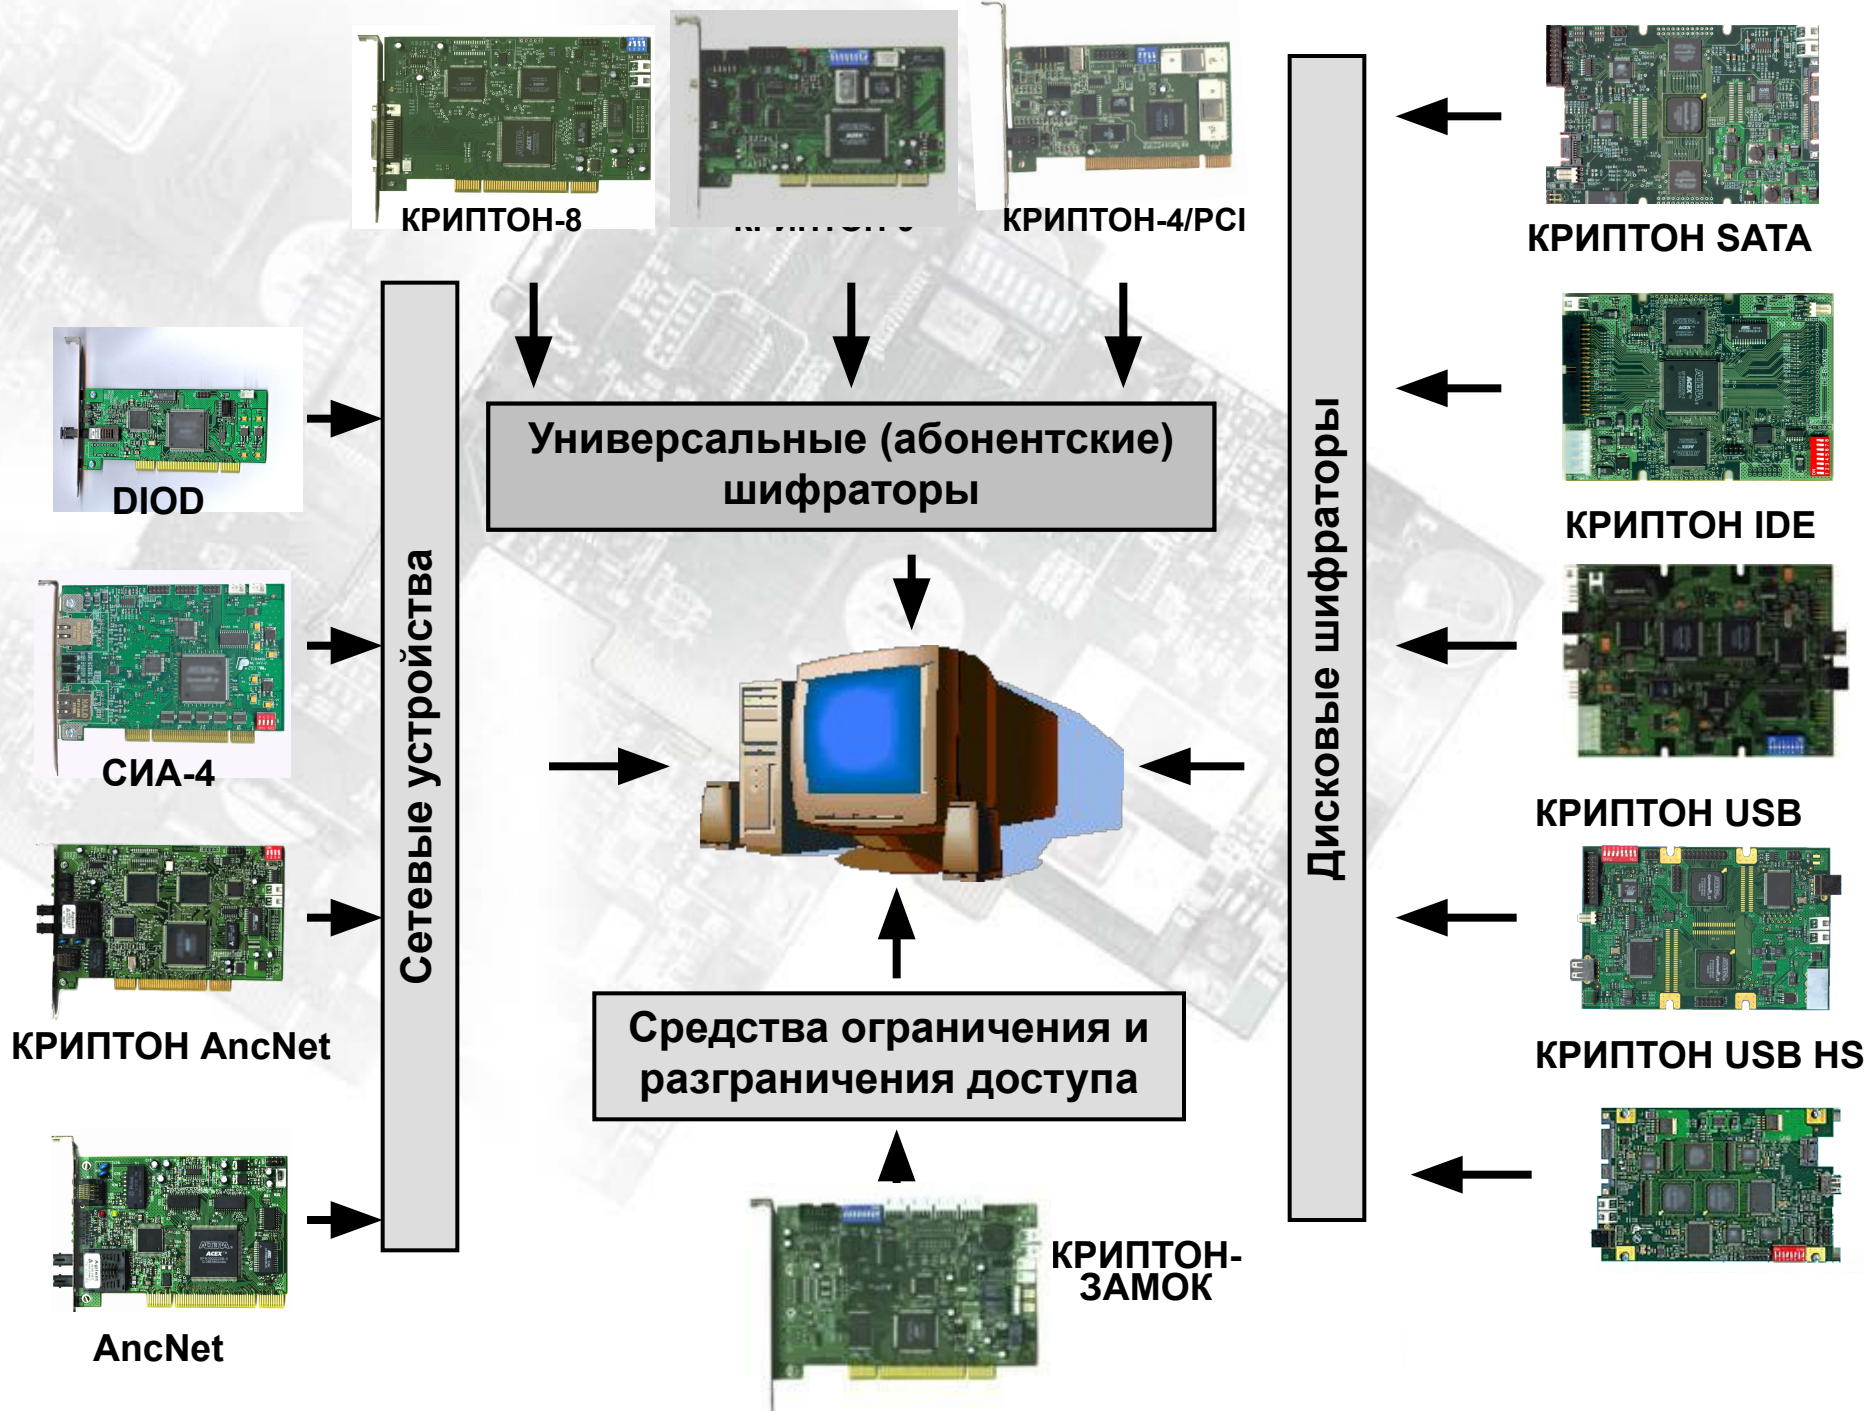 КРИПТОН-8
КРИПТОН-4/PCI
КРИПТОН SATA
DIOD
Универсальные (абонентские)
шифраторы
КРИПТОН IDE
СИА-4
Сетевые устройства
Дисковые шифраторы
КРИПТОН USB
КРИПТОН AncNet
Средства ограничения и
разграничения доступа
КРИПТОН USB HS
AncNet
КРИПТОН-
ЗАМОК